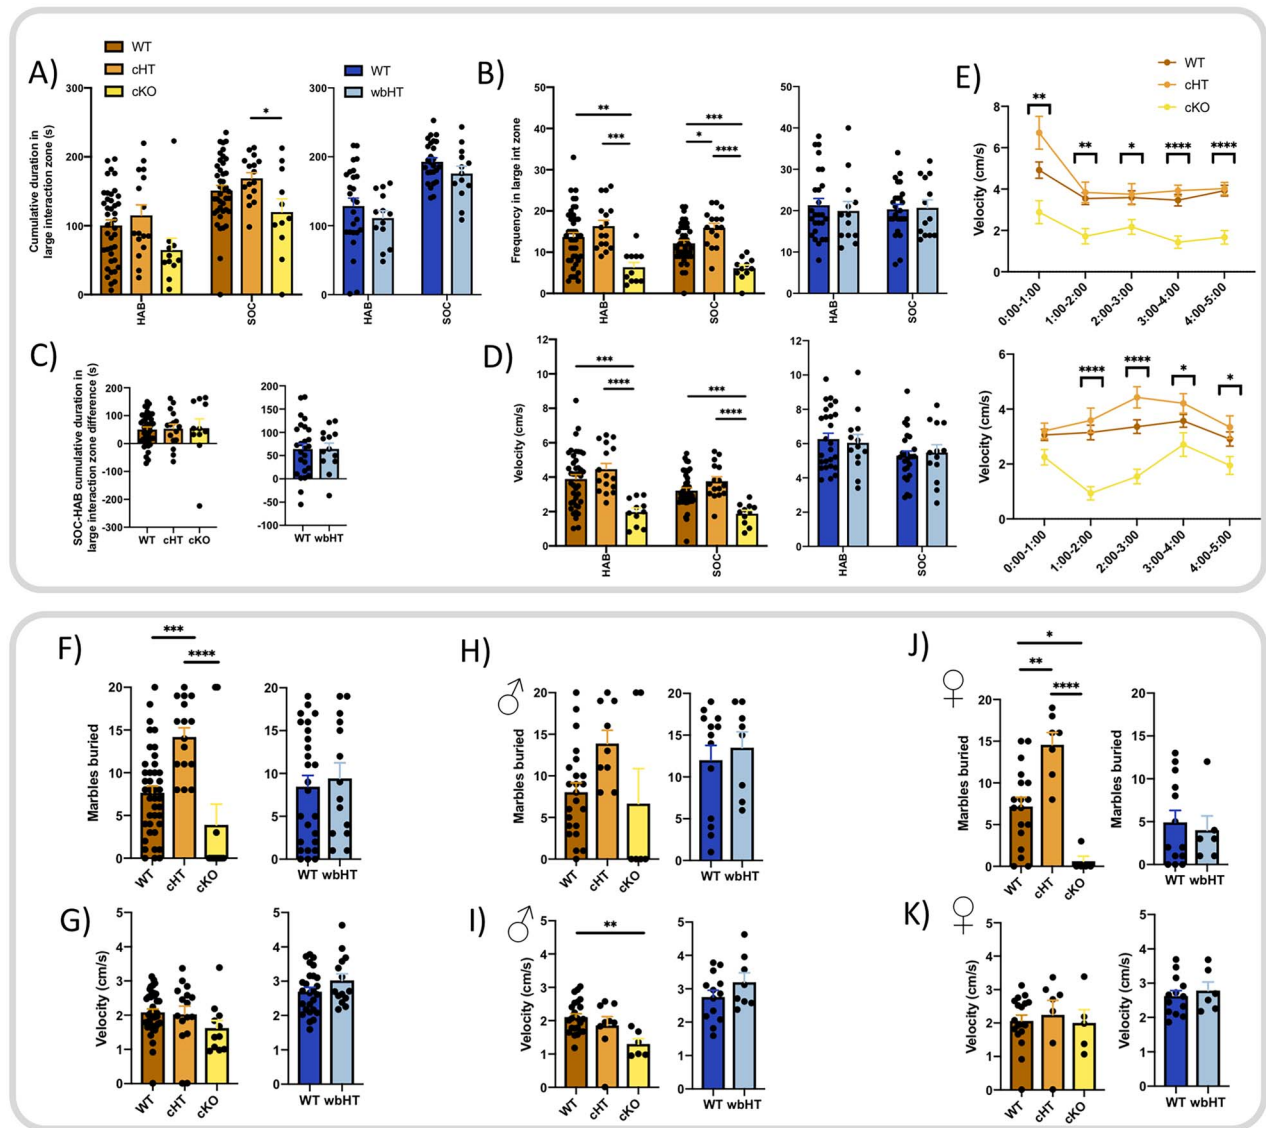 A)
WT
cHT
cKO
WT
wbHT
Cumulative duration in
large interaction zone (s)
300
200
100
0
HAB
SOC
*
300
200
100
0
HAB
SOC
B)
Frequency in large int zone
50
40
30
20
10
0
**
***
***
*
****
HAB
SOC
50
40
30
20
10
0
HAB
SOC
E)
WT
cHT
cKO
Velocity (cm/s)
8
6
4
2
0
**
**
*
****
****
0:00-1:00
1:00-2:00
2:00-3:00
3:00-4:00
4:00-5:00
C)
SOC-HAB cumulative duration in
large interaction zone difference (s)
200
100
0
-100
-200
-300
WT cHT cKO
200
150
100
50
0
-50
-100
WT wbHT
D)
Velocity (cm/s)
12
10
8
6
4
2
0
***
****
***
****
HAB
SOC
12
10
8
6
4
2
0
HAB
SOC
Velocity (cm/s)
6
4
2
0
****
****
*
*
0:00-1:00
1:00-2:00
2:00-3:00
3:00-4:00
4:00-5:00
F)
***
****
Marbles buried
20
15
10
5
0
WT
cHT
cKO
20
15
10
5
0
WT wbHT
H)
♂
Marbles buried
20
15
10
5
0
WT
cHT
cKO
20
15
10
5
0
WT wbHT
J)
♀
*
**
****
Marbles buried
20
15
10
5
0
WT
cHT
cKO
Marbles buried
20
15
10
5
0
WT wbHT
G)
Velocity (cm/s)
5
4
3
2
1
0
WT
cHT
cKO
5
4
3
2
1
0
WT wbHT
I)
♂
**
Velocity (cm/s)
5
4
3
2
1
0
WT
cHT
cKO
5
4
3
2
1
0
WT wbHT
K)
♀
Velocity (cm/s)
5
4
3
2
1
0
WT
cHT
cKO
Velocity (cm/s)
5
4
3
2
1
0
WT wbHT